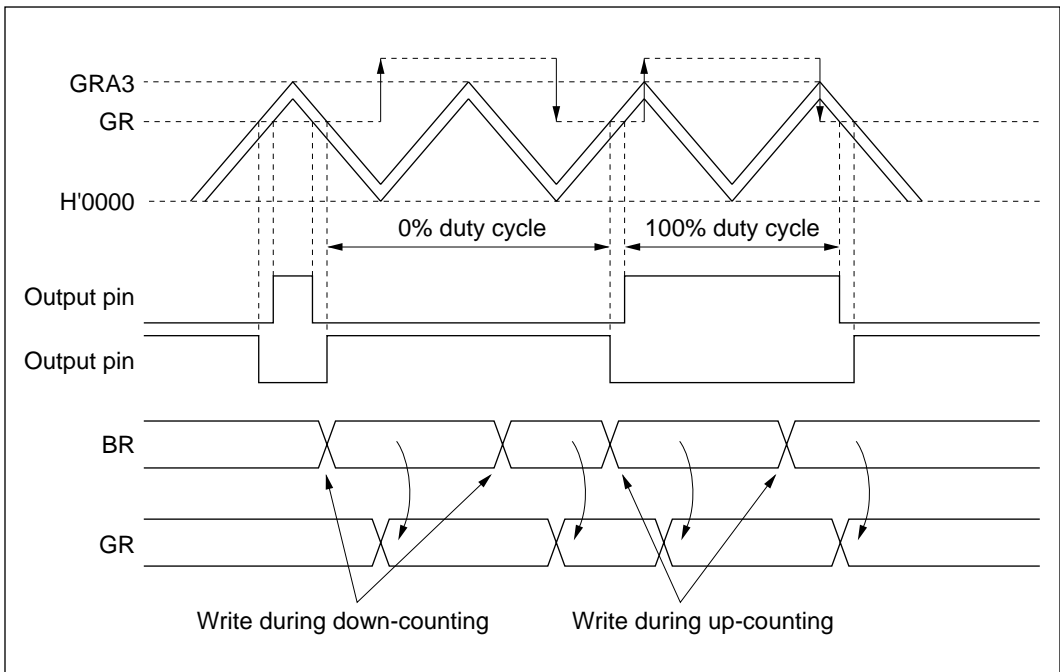 GRA3
GR
H'0000
0% duty cycle
100% duty cycle
Output pin
Output pin
BR
GR
Write during down-counting
Write during up-counting